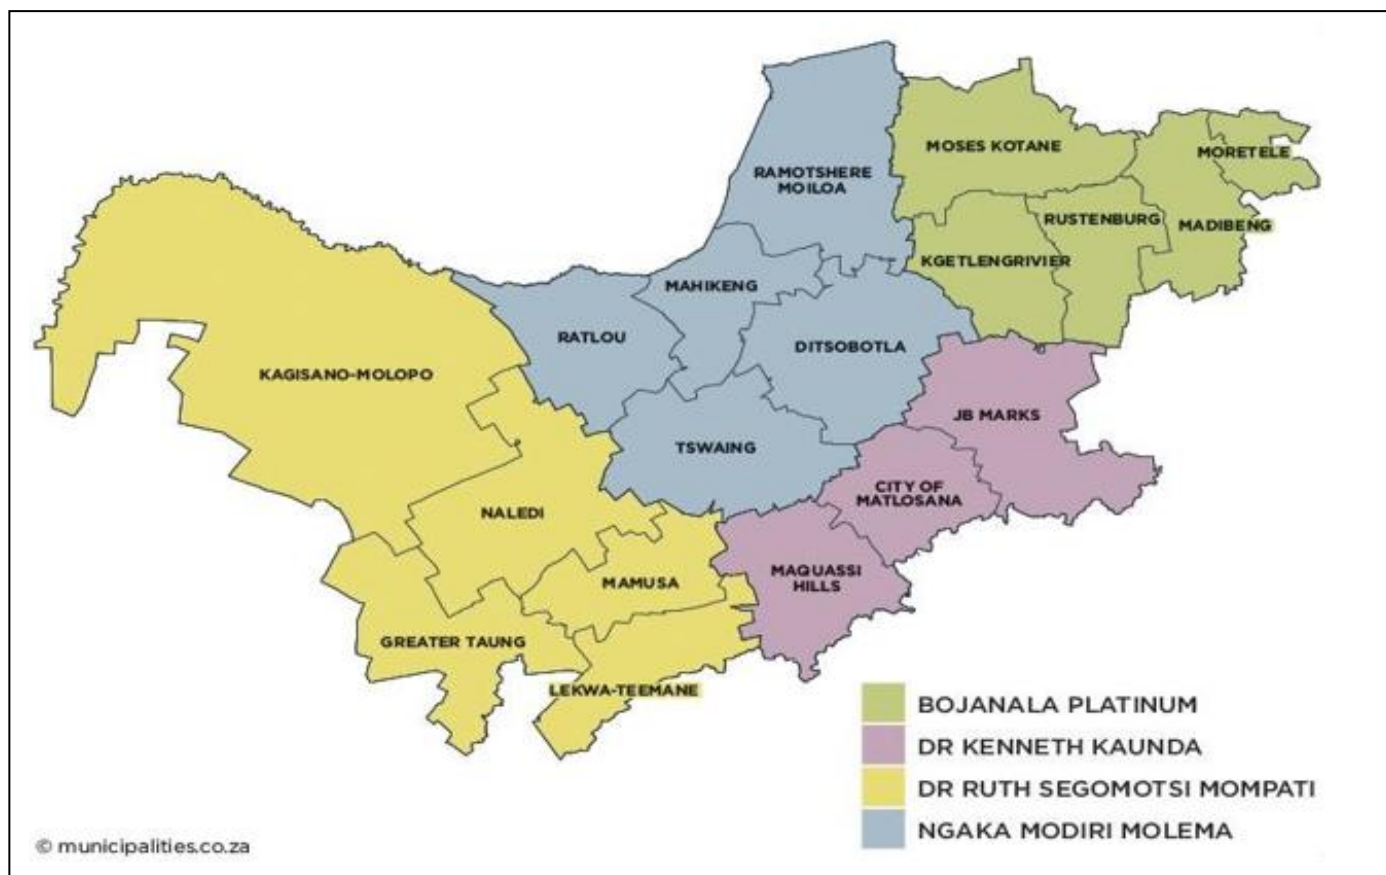 MOSES KOTANE
MORETELE
RAMOTSHERE
MOILOA
RUSTENBURG
MADIBENG
KGETLENGRIVIER
MAHIKENG
RATLOU
DITSOBOTLA
KAGISANO-MOLOPO
JB MARKS
TSWAING
CITY OF
MATLOSANA
NALEDI
MAQUASSI
HILLS
MAMUSA
GREATER TAUNG
LEKWA-TEEMANE
BOJANALA PLATINUM
DR KENNETH KAUNDA
DR RUTH SEGOMOTSI MOMPATI
NGAKA MODIRI MOLEMA
© municipalities.co.za